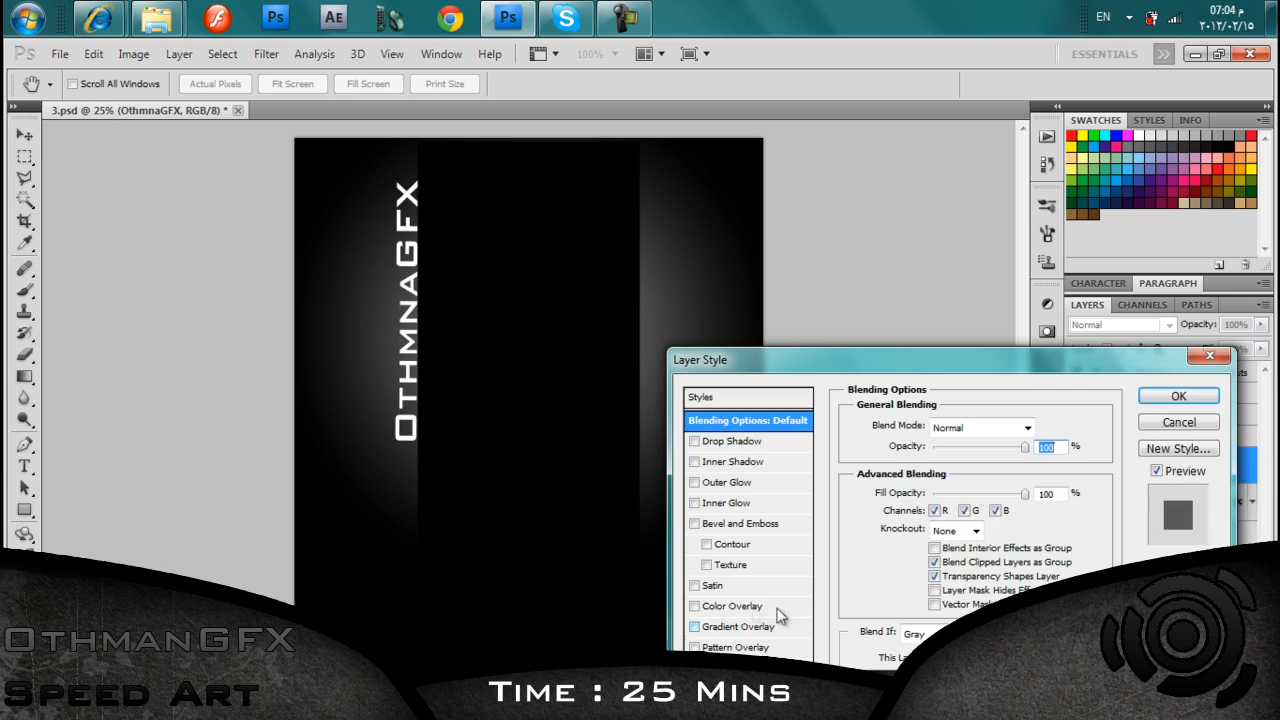 Ps
Ps
AE
EN
07:04 م
٢٠١٢/٠٢/١٥
Ps
File Edit Image Layer Select Filter Analysis 3D View Window Help
100%
ESSENTIALS
Scroll All Windows
Actual Pixels
Fit Screen
Fill Screen
Print Size
3.psd @ 25% (OthmnaGFX, RGB/8) *
SWATCHES STYLES INFO
OTHMNAGFX
CHARACTER PARAGRAPH
LAYERS CHANNELS PATHS
Normal
Opacity: 100%
Layer Style
Styles
Blending Options: Default
Drop Shadow
Inner Shadow
Outer Glow
Inner Glow
Bevel and Emboss
Contour
Texture
Satin
Color Overlay
Gradient Overlay
Pattern Overlay
Blending Options
General Blending
Blend Mode: Normal
Opacity: 100 %
Advanced Blending
Fill Opacity: 100 %
Channels: R G B
Knockout: None
Blend Interior Effects as Group
Blend Clipped Layers as Group
Transparency Shapes Layer
Layer Mask Hides
Vector
Blend If: Gray
This
OK
Cancel
New Style...
Preview
OTHMANGFX
SPEED ART
TIME : 25 MINS